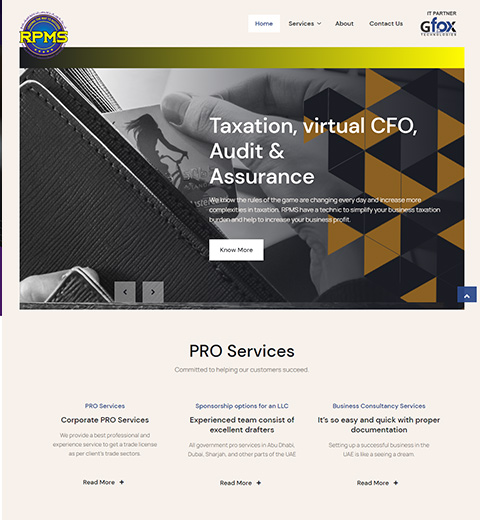 IT PARTNER
Gfox
TECHNOLOGIES
RPMS
Home Services About Contact Us
Taxation, virtual CFO,
Audit &
Assurance
We know the rules of the game are changing every day and increase more
complexities in taxation. RPMS have a technic to simplify your business taxation
burden and help to increase your business profit.
Know More
PRO Services
Committed to helping our customers succeed.
PRO Services
Corporate PRO Services
We provide a best professional and
experience service to get a trade license
as per client's trade sectors.
Read More +
Sponsorship options for an LLC
Experienced team consist of
excellent drafters
All government pro services in Abu Dhabi,
Dubai, Sharjah, and other parts of the UAE
Read More +
Business Consultancy Services
It's so easy and quick with proper
documentation
Setting up a successful business in the
UAE is like a seeing a dream
Read More +